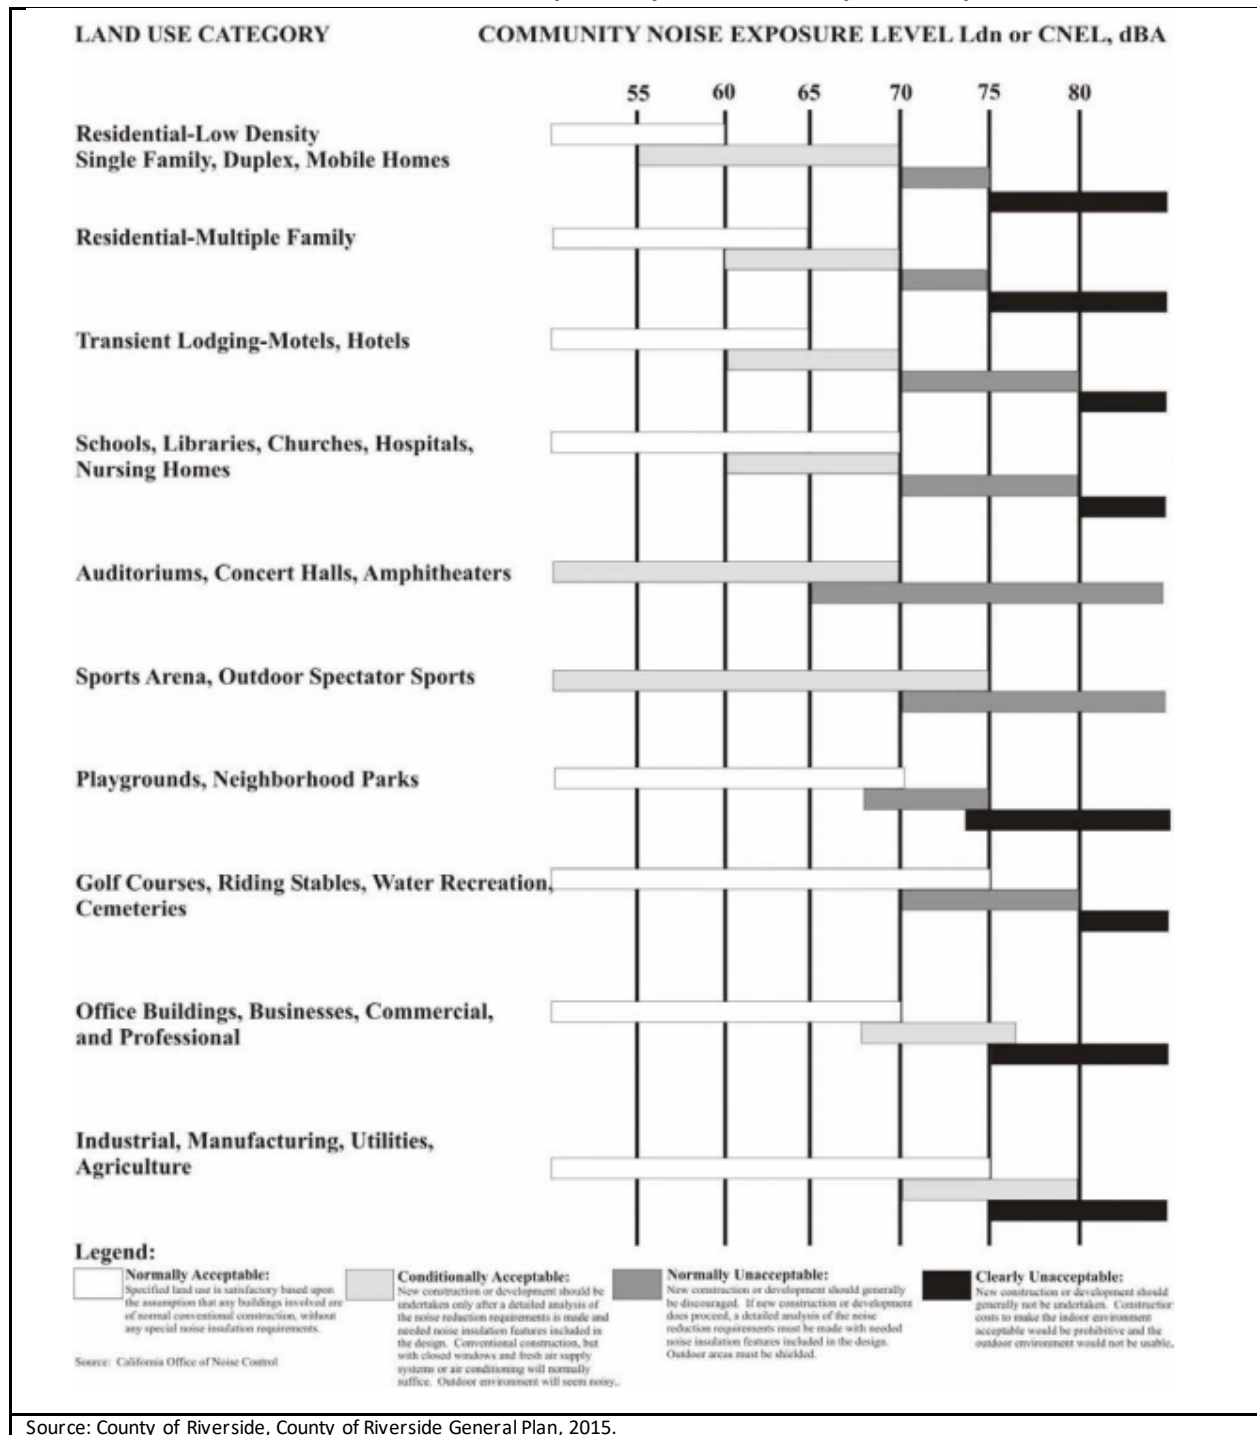 LAND USE CATEGORY
COMMUNITY NOISE EXPOSURE LEVEL Ldn or CNEL, dBA
55 60 65 70 75 80
Residential-Low Density
Single Family, Duplex, Mobile Homes
Residential-Multiple Family
Transient Lodging-Motels, Hotels
Schools, Libraries, Churches, Hospitals,
Nursing Homes
Auditoriums, Concert Halls, Amphitheaters
Sports Arena, Outdoor Spectator Sports
Playgrounds, Neighborhood Parks
Golf Courses, Riding Stables, Water Recreation,
Cemeteries
Office Buildings, Businesses, Commercial,
and Professional
Industrial, Manufacturing, Utilities,
Agriculture
Legend:
Normally Acceptable:
Specified land use is satisfactory based upon
the assumption that any buildings involved are
of normal conventional construction, without
any special noise insulation requirements.
Conditionally Acceptable:
New construction or development should be
undertaken only after a detailed analysis of
the noise reduction requirements is made and
needed noise insulation features included in
the design. Conventional construction, but
with closed windows and fresh air supply
systems or air conditioning will normally
suffice. Outdoor environment will seem noisy..
Normally Unacceptable:
New construction or development should generally
be discouraged. If new construction or development
does proceed, a detailed analysis of the noise
reduction requirements must be made with needed
noise insulation features included in the design.
Outdoor areas must be shielded.
Clearly Unacceptable:
New construction or development should
generally not be undertaken. Construction
costs to make the indoor environment
acceptable would be prohibitive and the
outdoor environment would not be usable.
Source: California Office of Noise Control
Source: County of Riverside, County of Riverside General Plan, 2015.